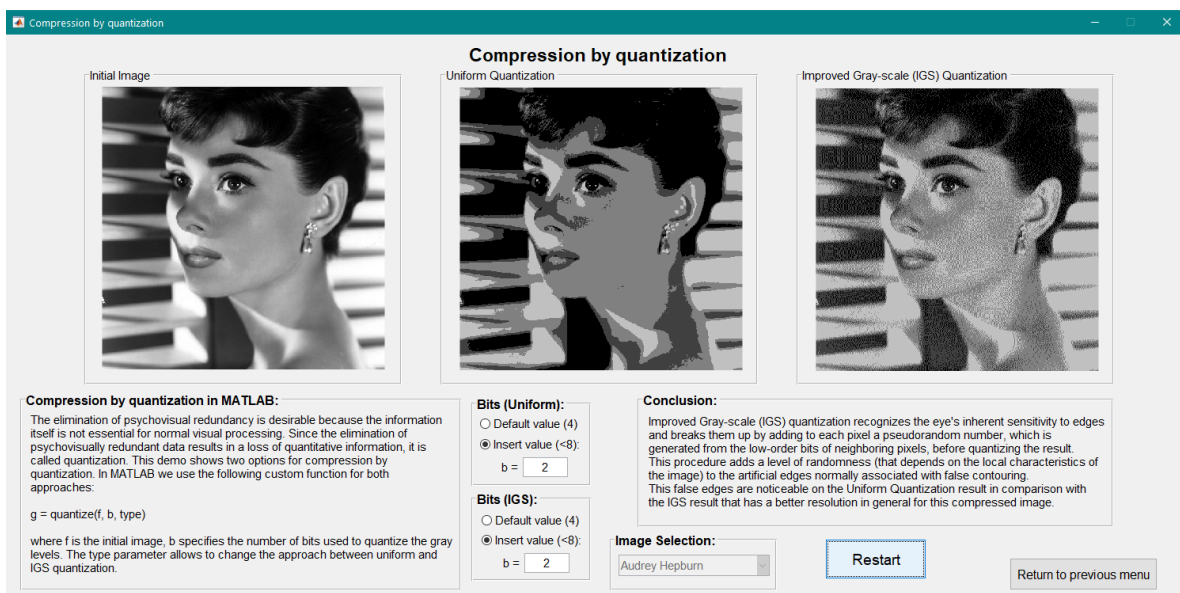 Compression by quantization
Compression by quantization
Initial Image
Uniform Quantization
Improved Gray-scale (IGS) Quantization
Compression by quantization in MATLAB:
The elimination of psychovisual redundancy is desirable because the information
itself is not essential for normal visual processing. Since the elimination of
psychovisually redundant data results in a loss of quantitative information, it is
called quantization. This demo shows two options for compression by
quantization. In MATLAB we use the following custom function for both
approaches:
g = quantize(f, b, type)
where f is the initial image, b specifies the number of bits used to quantize the gray
levels. The type parameter allows to change the approach between uniform and
IGS quantization.
Bits (Uniform):
Default value (4)
Insert value (<8):
b = 2
Bits (IGS):
Default value (4)
Insert value (<8):
b = 2
Conclusion:
Improved Gray-scale (IGS) quantization recognizes the eye's inherent sensitivity to edges
and breaks them up by adding to each pixel a pseudorandom number, which is
generated from the low-order bits of neighboring pixels, before quantizing the result.
This procedure adds a level of randomness (that depends on the local characteristics of
the image) to the artificial edges normally associated with false contouring.
This false edges are noticeable on the Uniform Quantization result in comparison with
the IGS result that has a better resolution in general for this compressed image.
Image Selection:
Audrey Hepburn
Restart
Return to previous menu